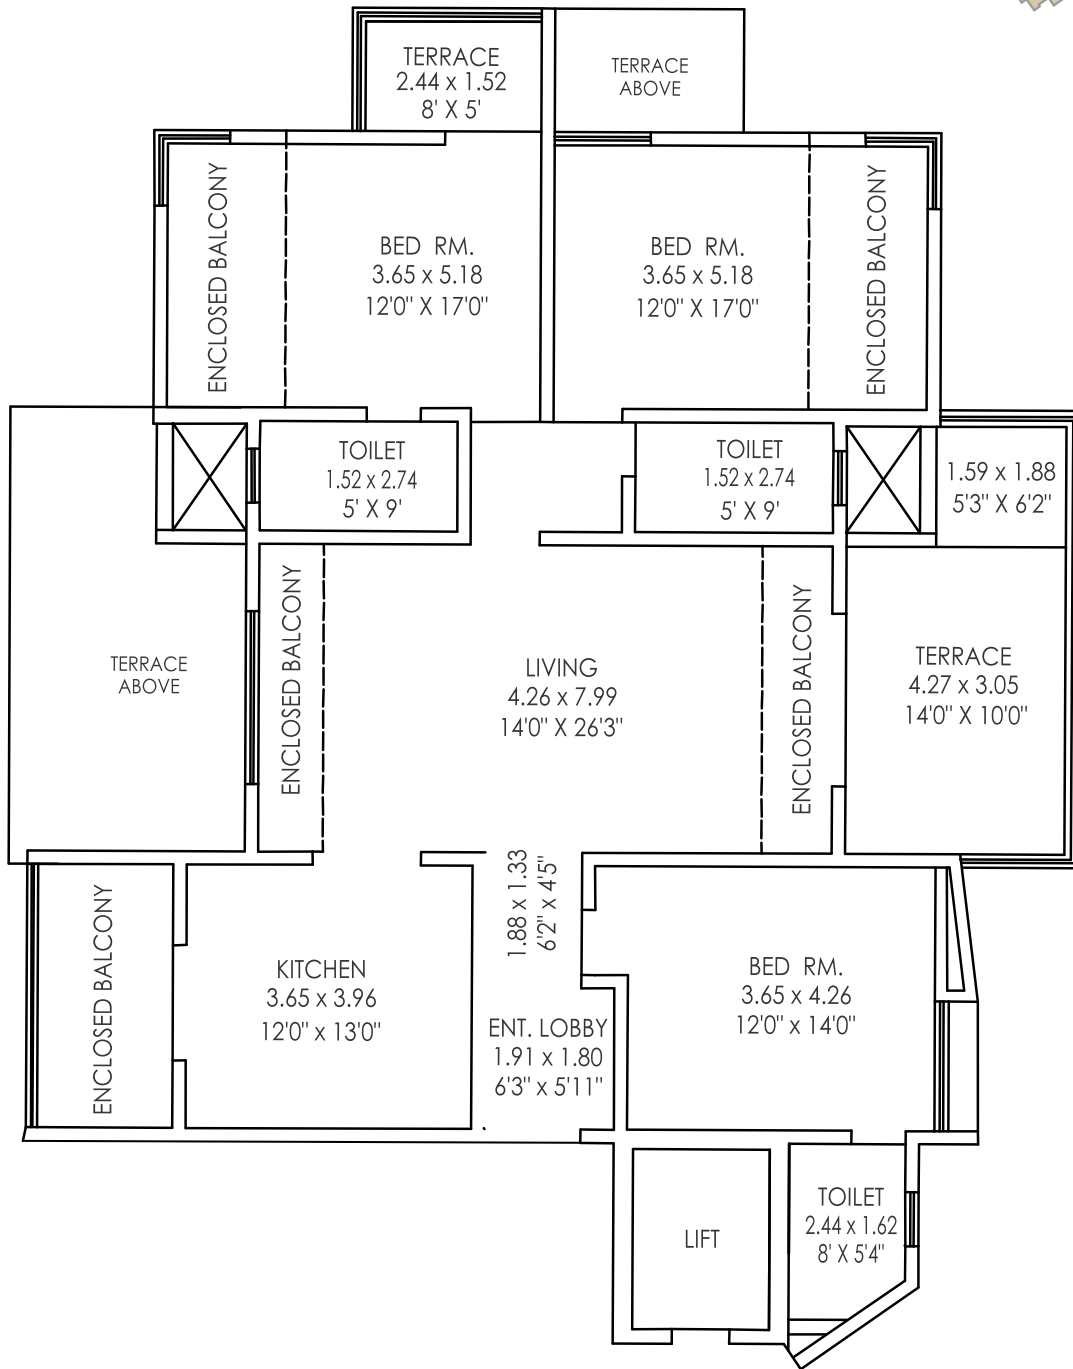 TERRACE
2.44 x 1.52
8' X 5'
TERRACE
ABOVE
ENCLOSED BALCONY
BED RM.
3.65 x 5.18
12'0" X 17'0"
BED RM.
3.65 x 5.18
12'0" X 17'0"
ENCLOSED BALCONY
TOILET
1.52 x 2.74
5' X 9'
TOILET
1.52 x 2.74
5' X 9'
1.59 x 1.88
5'3" X 6'2"
TERRACE
ABOVE
ENCLOSED BALCONY
LIVING
4.26 x 7.99
14'0" X 26'3"
ENCLOSED BALCONY
TERRACE
4.27 x 3.05
14'0" X 10'0"
1.88 x 1.33
6'2" x 4'5"
ENCLOSED BALCONY
KITCHEN
3.65 x 3.96
12'0" x 13'0"
ENT. LOBBY
1.91 x 1.80
6'3" x 5'11"
BED RM.
3.65 x 4.26
12'0" x 14'0"
LIFT
TOILET
2.44 x 1.62
8' X 5'4"